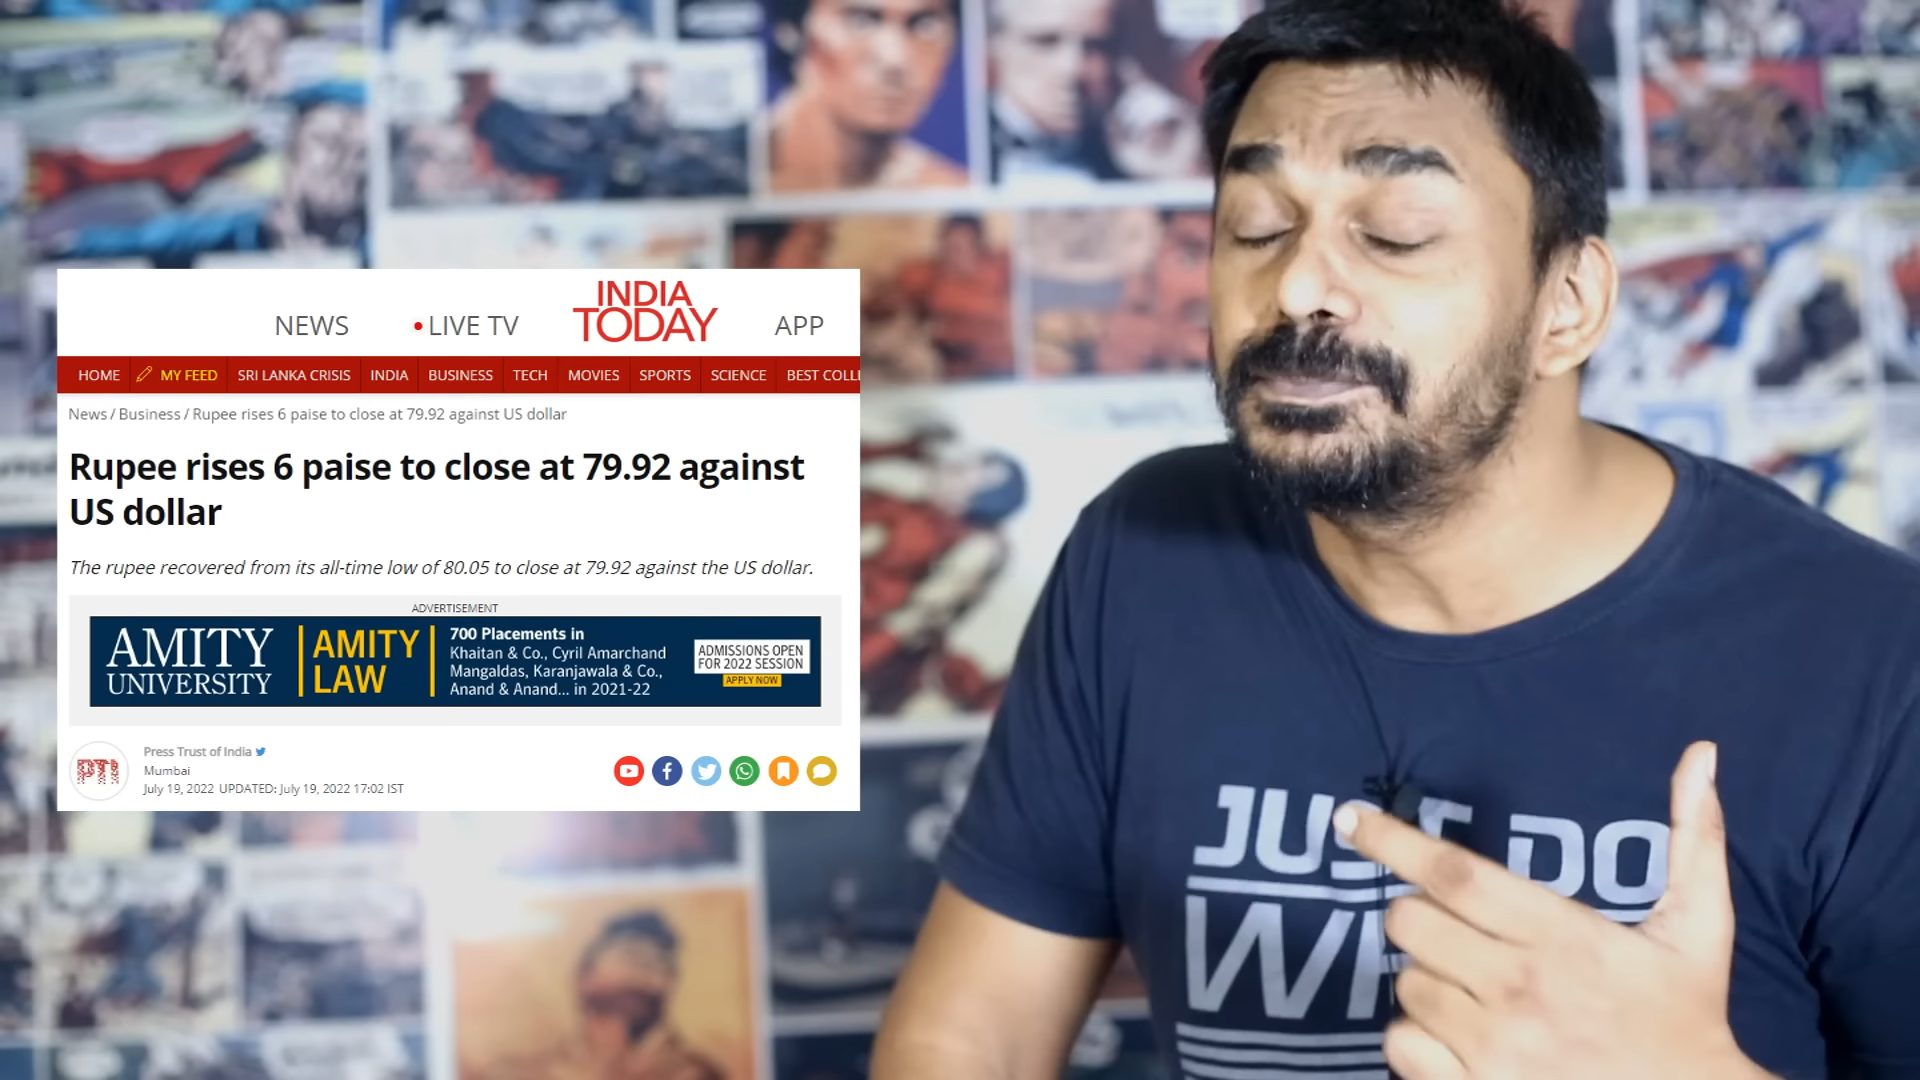 NEWS
LIVE TV
INDIA
TODAY
APP
HOME
MY FEED
SRI LANKA CRISIS
INDIA
BUSINESS
TECH
MOVIES
SPORTS
SCIENCE
BEST
News / Business / Rupee rises 6 paise to close at 79.92 against US dollar
Rupee rises 6 paise to close at 79.92 against
US dollar
The rupee recovered from its all-time low of 80.05 to close at 79.92 against the US dollar.
ADVERTISEMENT
AMITY
UNIVERSITY
AMITY
LAW
700 Placements in
Khaitan & Co., Cyril Amarchand
Mangaldas, Karanjawala & Co.,
Anand & Anand... in 2021-22
ADMISSIONS OPEN
FOR 2022 SESSION
APPLY NOW
PTI
Press Trust of India
Mumbai
July 19, 2022 UPDATED: July 19, 2022 17:02 IST
JUST DO